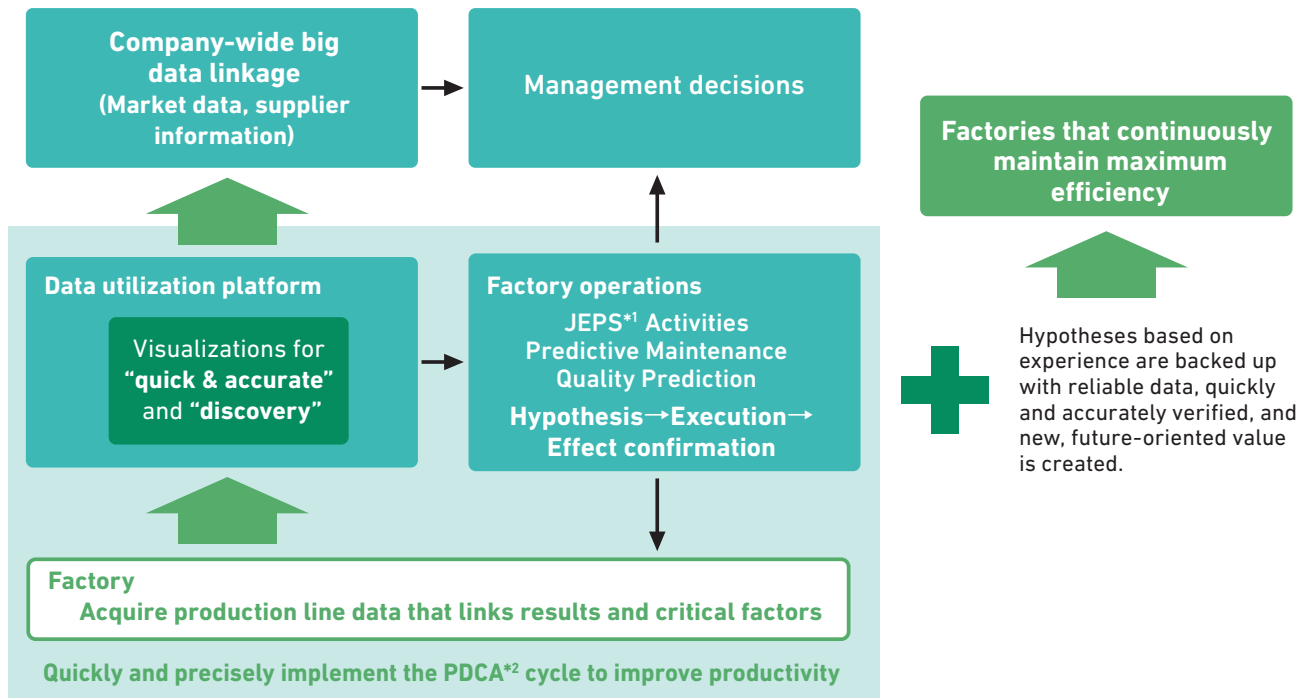 Company-wide big
data linkage
(Market data, supplier
information)
Management decisions
Factories that continuously
maintain maximum
efficiency
Data utilization platform
Visualizations for
“quick & accurate”
and “discovery”
Factory operations
JEPS*1 Activities
Predictive Maintenance
Quality Prediction
Hypothesis→Execution→
Effect confirmation
Hypotheses based on
experience are backed up
with reliable data, quickly
and accurately verified, and
new, future-oriented value
is created.
Factory
Acquire production line data that links results and critical factors
Quickly and precisely implement the PDCA*2 cycle to improve productivity